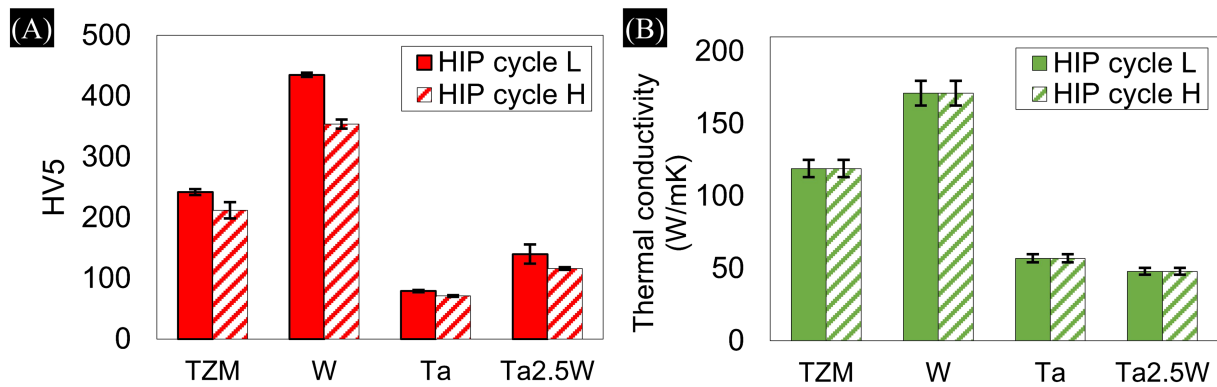 (A)
HV5
500
400
300
200
100
0
HIP cycle L
HIP cycle H
TZM W Ta Ta2.5W
(B)
Thermal conductivity
(W/mK)
200
150
100
50
0
HIP cycle L
HIP cycle H
TZM W Ta Ta2.5W